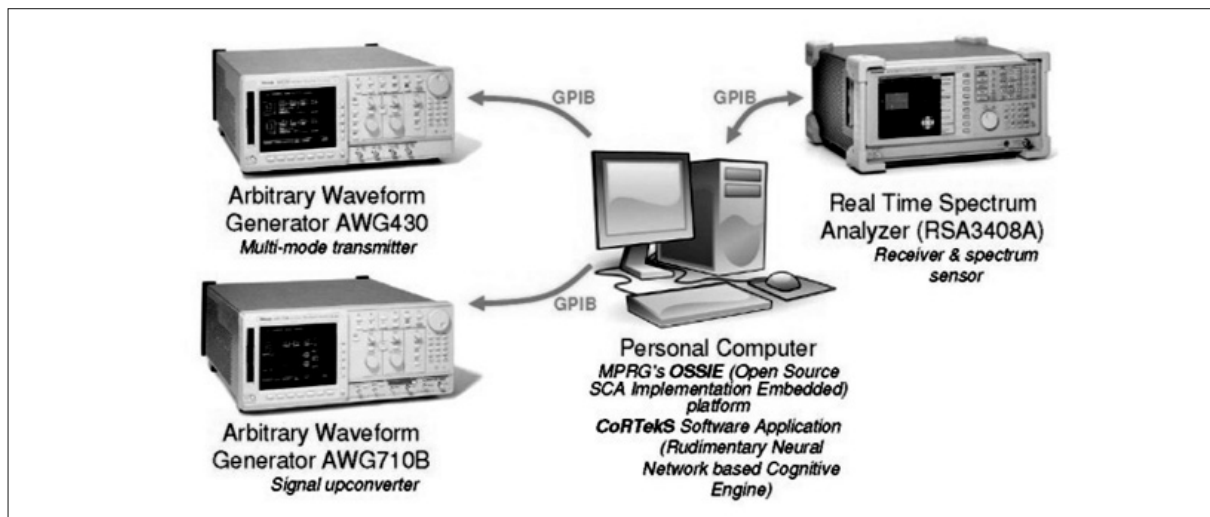 GPIB
GPIB
Arbitrary Waveform
Generator AWG430
Multi-mode transmitter
Real Time Spectrum
Analyzer (RSA3408A)
Receiver & spectrum
sensor
GPIB
Personal Computer
MPRG's OSSIE (Open Source
SCA Implementation Embedded)
platform
CoRTekS Software Application
(Rudimentary Neural
Network based Cognitive
Engine)
Arbitrary Waveform
Generator AWG710B
Signal upconverter